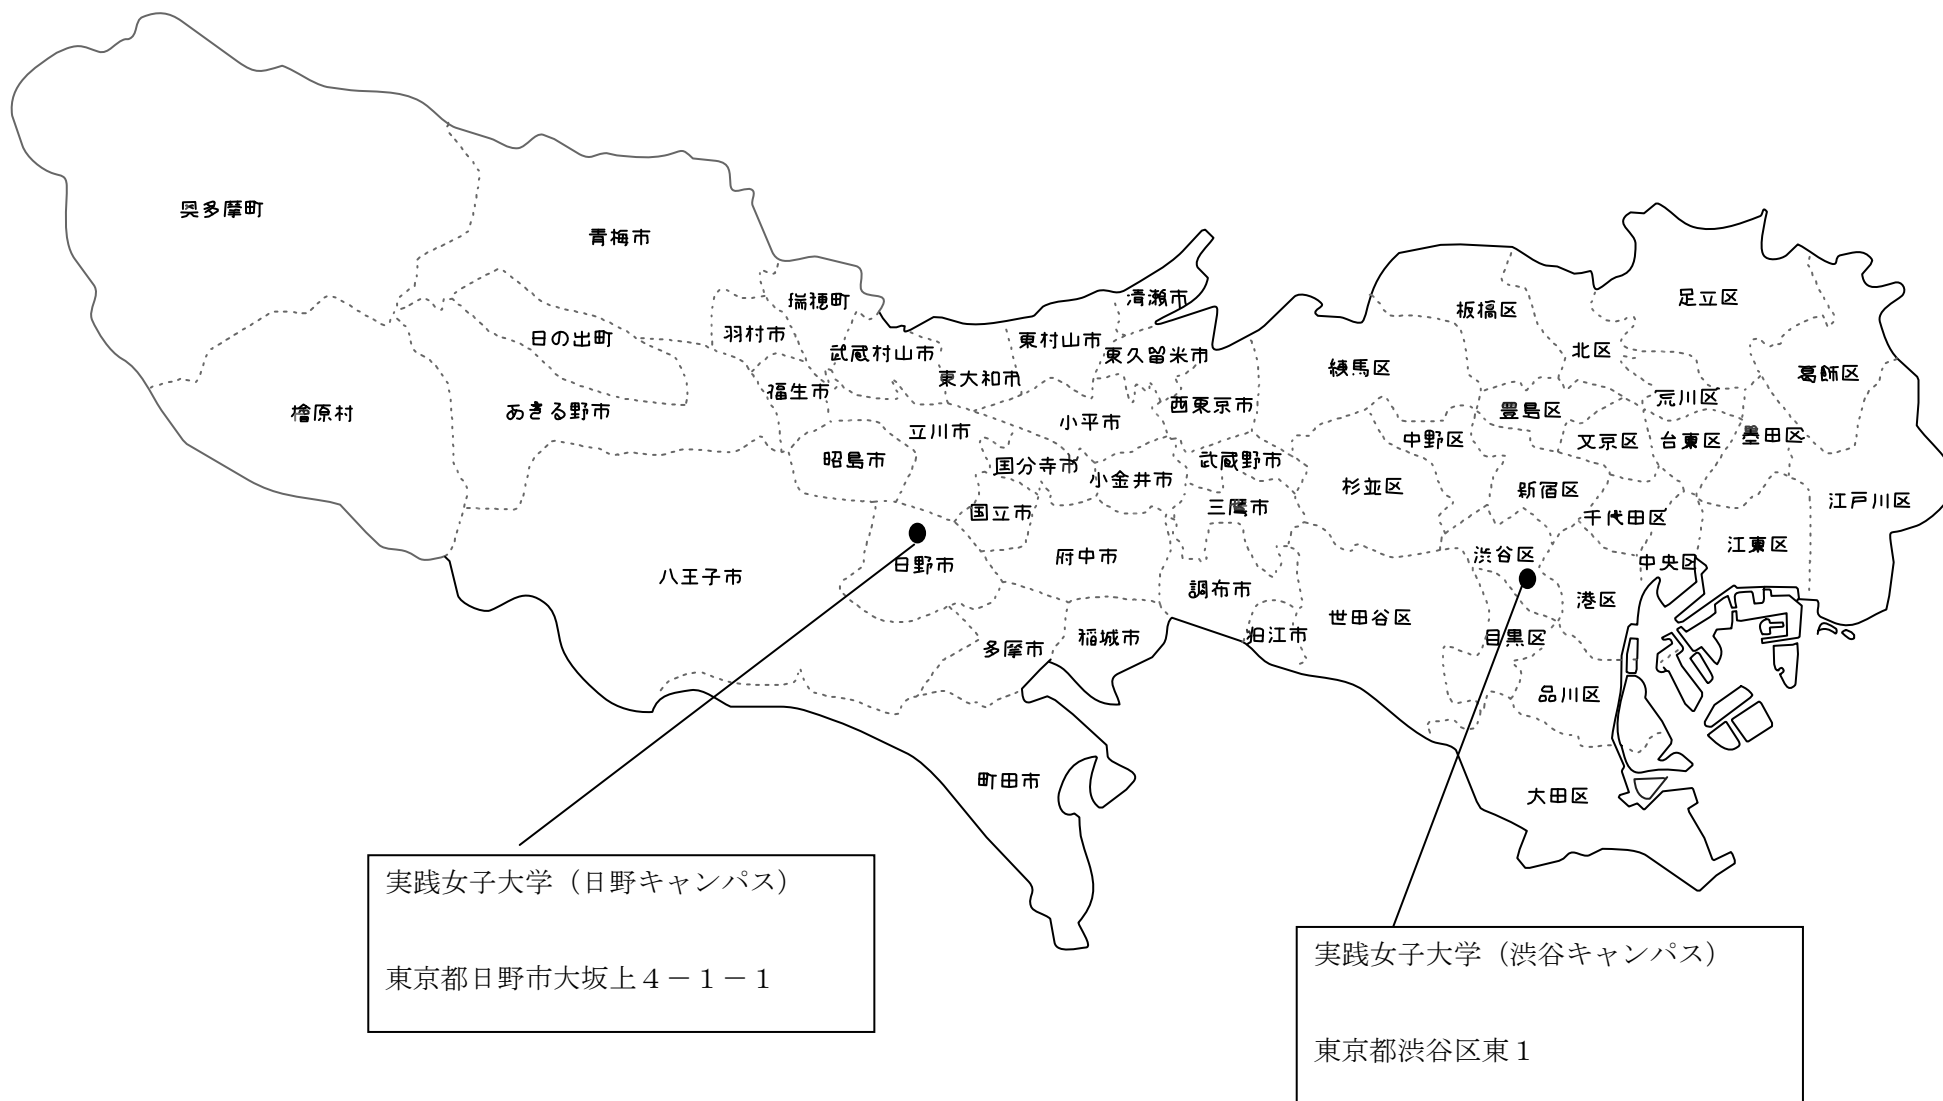 奥多摩町
青梅市
瑞穂町
清瀬市
足立区
板橋区
羽村市
日の出町
武蔵村山市
東村山市
東久留米市
北区
練馬区
葛飾区
東大和市
福生市
荒川区
檜原村
あきる野市
西東京市
豊島区
小平市
立川市
中野区
文京区
台東区
墨田区
昭島市
国分寺市
武蔵野市
小金井市
杉並区
新宿区
江戸川区
国立市
三鷹市
千代田区
江東区
渋谷区
府中市
日野市
中央区
八王子市
調布市
港区
世田谷区
狛江市
稲城市
目黒区
多摩市
品川区
町田市
大田区
実践女子大学（日野キャンパス）
東京都日野市大坂上４－１－１
実践女子大学（渋谷キャンパス）
東京都渋谷区東１